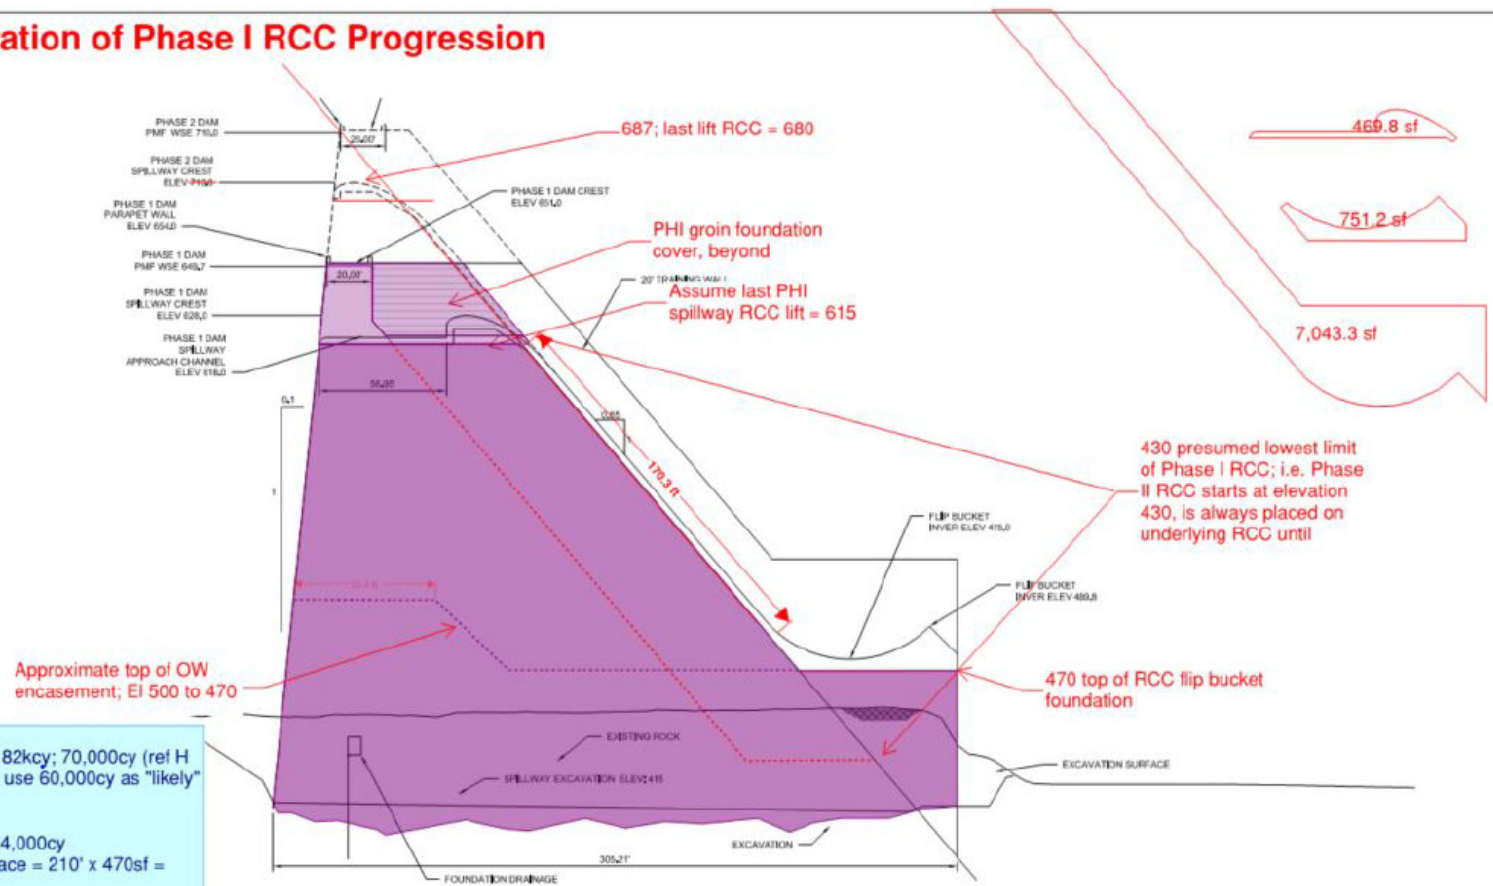 ation of Phase I RCC Progression
PHASE 2 DAM
PMF WSE 710.0
20.00'
687; last lift RCC = 680
469.8 sf
PHASE 2 DAM
SPILLWAY CREST
PHASE 1 DAM CREST
ELEV 651.0
PHASE 1 DAM
PARAPET WALL
ELEV 654.0
751.2 sf
PHI groin foundation
cover, beyond
PHASE 1 DAM
PMF WSE 649.7
20.00'
20' TRAINING WALL
Assume last PHI
spillway RCC lift = 615
PHASE 1 DAM
SPILLWAY CREST
ELEV 628.0
7,043.3 sf
PHASE 1 DAM
SPILLWAY
APPROACH CHANNEL
ELEV 618.0
0.1
1
0.85
1
170.3 ft
430 presumed lowest limit
of Phase I RCC; i.e. Phase
II RCC starts at elevation
430, is always placed on
underlying RCC until
FLIP BUCKET
INVER ELEV 475.0
FLIP BUCKET
INVER ELEV 489.8
Approximate top of OW
encasement; El 500 to 470
470 top of RCC flip bucket
foundation
EXISTING ROCK
SPILLWAY EXCAVATION ELEV: 415
EXCAVATION SURFACE
82kcy; 70,000cy (ref H
use 60,000cy as "likely"
4,000cy
ace = 210' x 470sf =
EXCAVATION
305.21'
FOUNDATION DRAINAGE